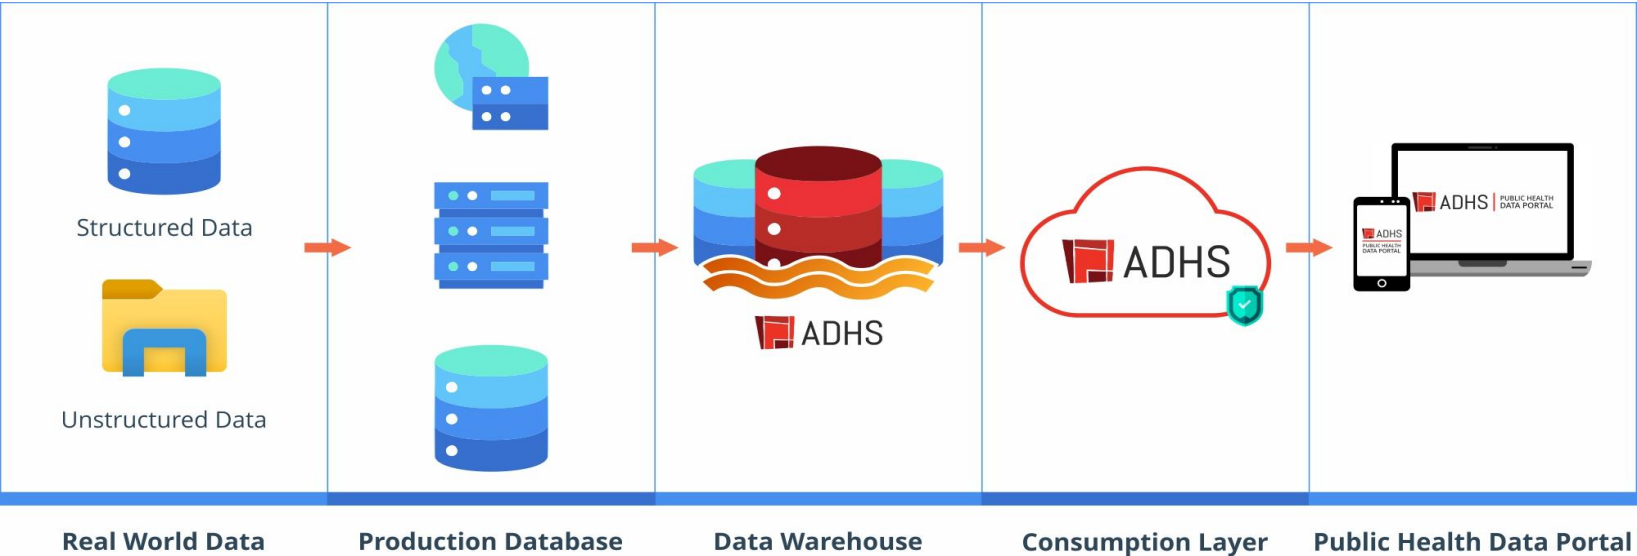 Structured Data
Unstructured Data
ADHS
ADHS
ADHS
PUBLIC HEALTH
DATA PORTAL
ADHS
PUBLIC HEALTH
DATA PORTAL
Real World Data
Production Database
Data Warehouse
Consumption Layer
Public Health Data Portal